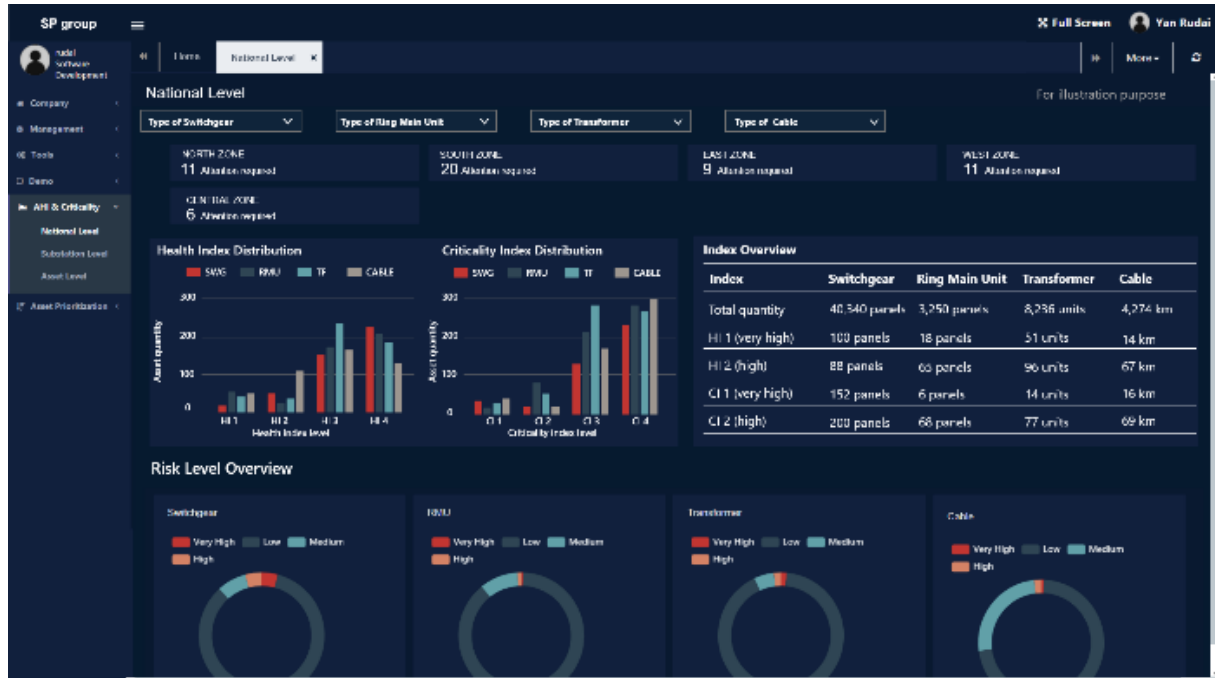 SP group
Full Screen
Yan Rudai
rudai
Software
Development
Home
National Level ×
More
Company
Management
Tools
Demo
AHI & Criticality
National Level
Substation Level
Asset Level
Asset Prioritization
National Level
For illustration purpose
Type of Switchgear
Type of Ring Main Unit
Type of Transformer
Type of Cable
NORTH ZONE
11 Attention required
SOUTH ZONE
20 Attention required
EAST ZONE
9 Attention required
WEST ZONE
11 Attention required
CENTRAL ZONE
6 Attention required
Health Index Distribution
SWG RMU TF CABLE
300
200
100
0
Asset quantity
HI 1 HI 2 HI 3 HI 4
Health Index level
Criticality Index Distribution
SWG RMU TF CABLE
300
200
100
0
Asset quantity
CI 1 CI 2 CI 3 CI 4
Criticality index level
Index Overview
Index Switchgear Ring Main Unit Transformer Cable
Total quantity 40,340 panels 3,250 panels 8,236 units 4,274 km
HI 1 (very high) 100 panels 18 panels 51 units 14 km
HI 2 (high) 88 panels 65 panels 96 units 67 km
CI 1 (very high) 152 panels 6 panels 14 units 16 km
CI 2 (high) 200 panels 68 panels 77 units 69 km
Risk Level Overview
Switchgear
Very High Low Medium
High
RMU
Very High Low Medium
High
Transformer
Very High Low Medium
High
Cable
Very High Low Medium
High